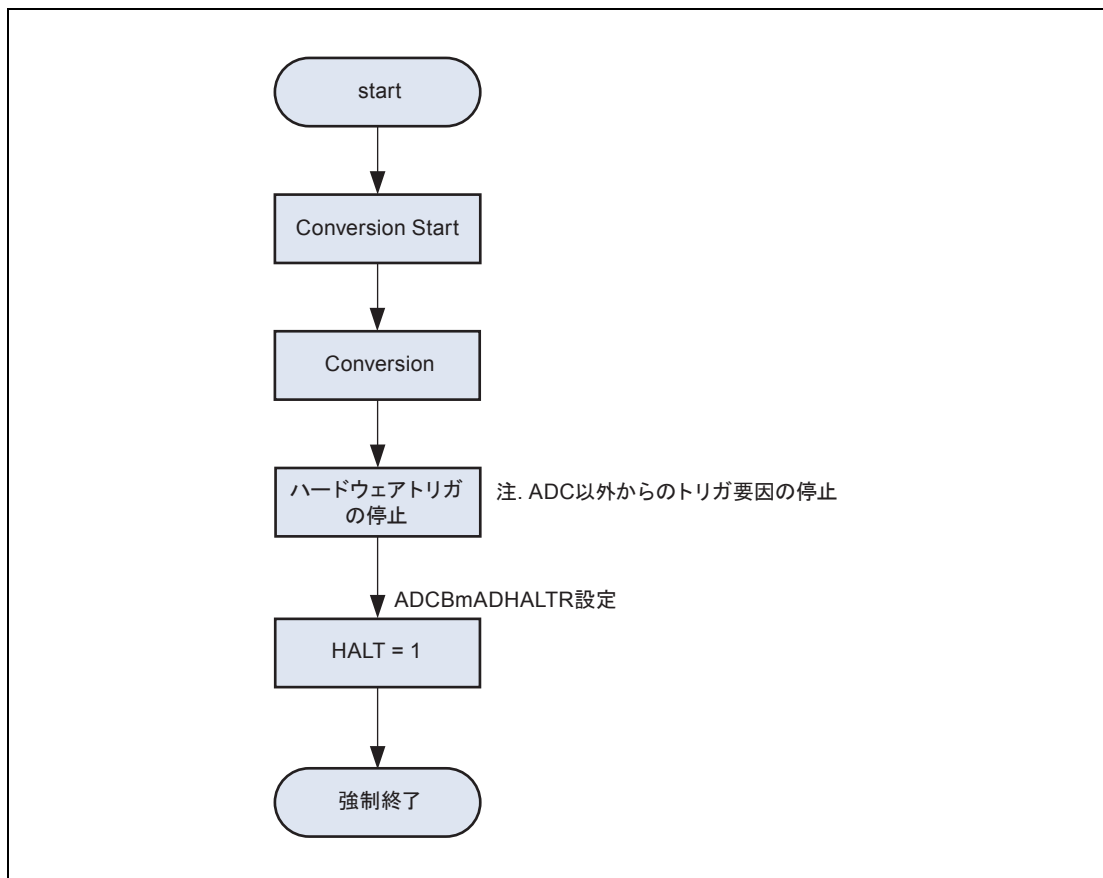 start
Conversion Start
Conversion
ハードウェアトリガ
の停止
注. ADC以外からのトリガ要因の停止
ADCBmADHALTR設定
HALT = 1
強制終了